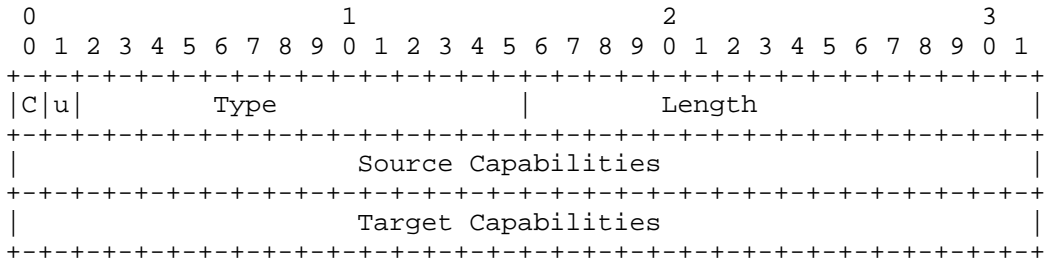 0                   1                   2                   3
 0 1 2 3 4 5 6 7 8 9 0 1 2 3 4 5 6 7 8 9 0 1 2 3 4 5 6 7 8 9 0 1
+-+-+-+-+-+-+-+-+-+-+-+-+-+-+-+-+-+-+-+-+-+-+-+-+-+-+-+-+-+-+-+-+
|C|u|        Type               |        Length                 |
+-+-+-+-+-+-+-+-+-+-+-+-+-+-+-+-+-+-+-+-+-+-+-+-+-+-+-+-+-+-+-+-+
|                     Source Capabilities                       |
+-+-+-+-+-+-+-+-+-+-+-+-+-+-+-+-+-+-+-+-+-+-+-+-+-+-+-+-+-+-+-+-+
|                     Target Capabilities                       |
+-+-+-+-+-+-+-+-+-+-+-+-+-+-+-+-+-+-+-+-+-+-+-+-+-+-+-+-+-+-+-+-+